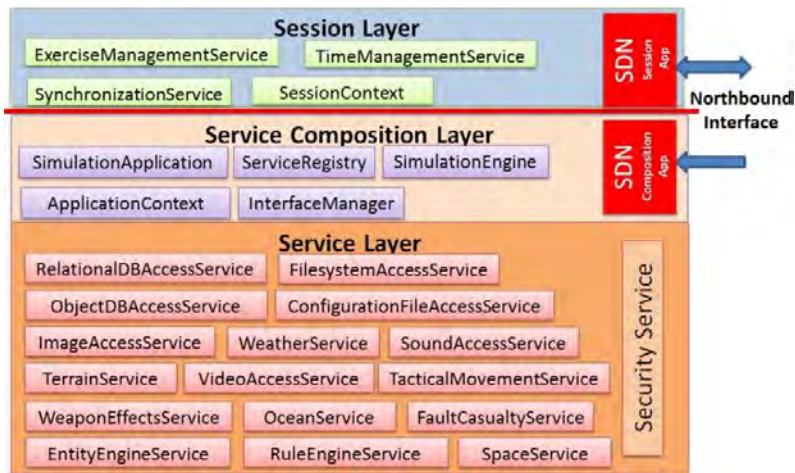 Session Layer
ExerciseManagementService
TimeManagementService
SynchronizationService
SessionContext
SDN
Session
App
Northbound
Interface
Service Composition Layer
SimulationApplication
ServiceRegistry
SimulationEngine
ApplicationContext
InterfaceManager
SDN
Composition
App
Service Layer
RelationalDBAccessService
FilesystemAccessService
ObjectDBAccessService
ConfigurationFileAccessService
ImageAccessService
WeatherService
SoundAccessService
TerrainService
VideoAccessService
TacticalMovementService
WeaponEffectsService
OceanService
FaultCasualtyService
EntityEngineService
RuleEngineService
SpaceService
Security Service